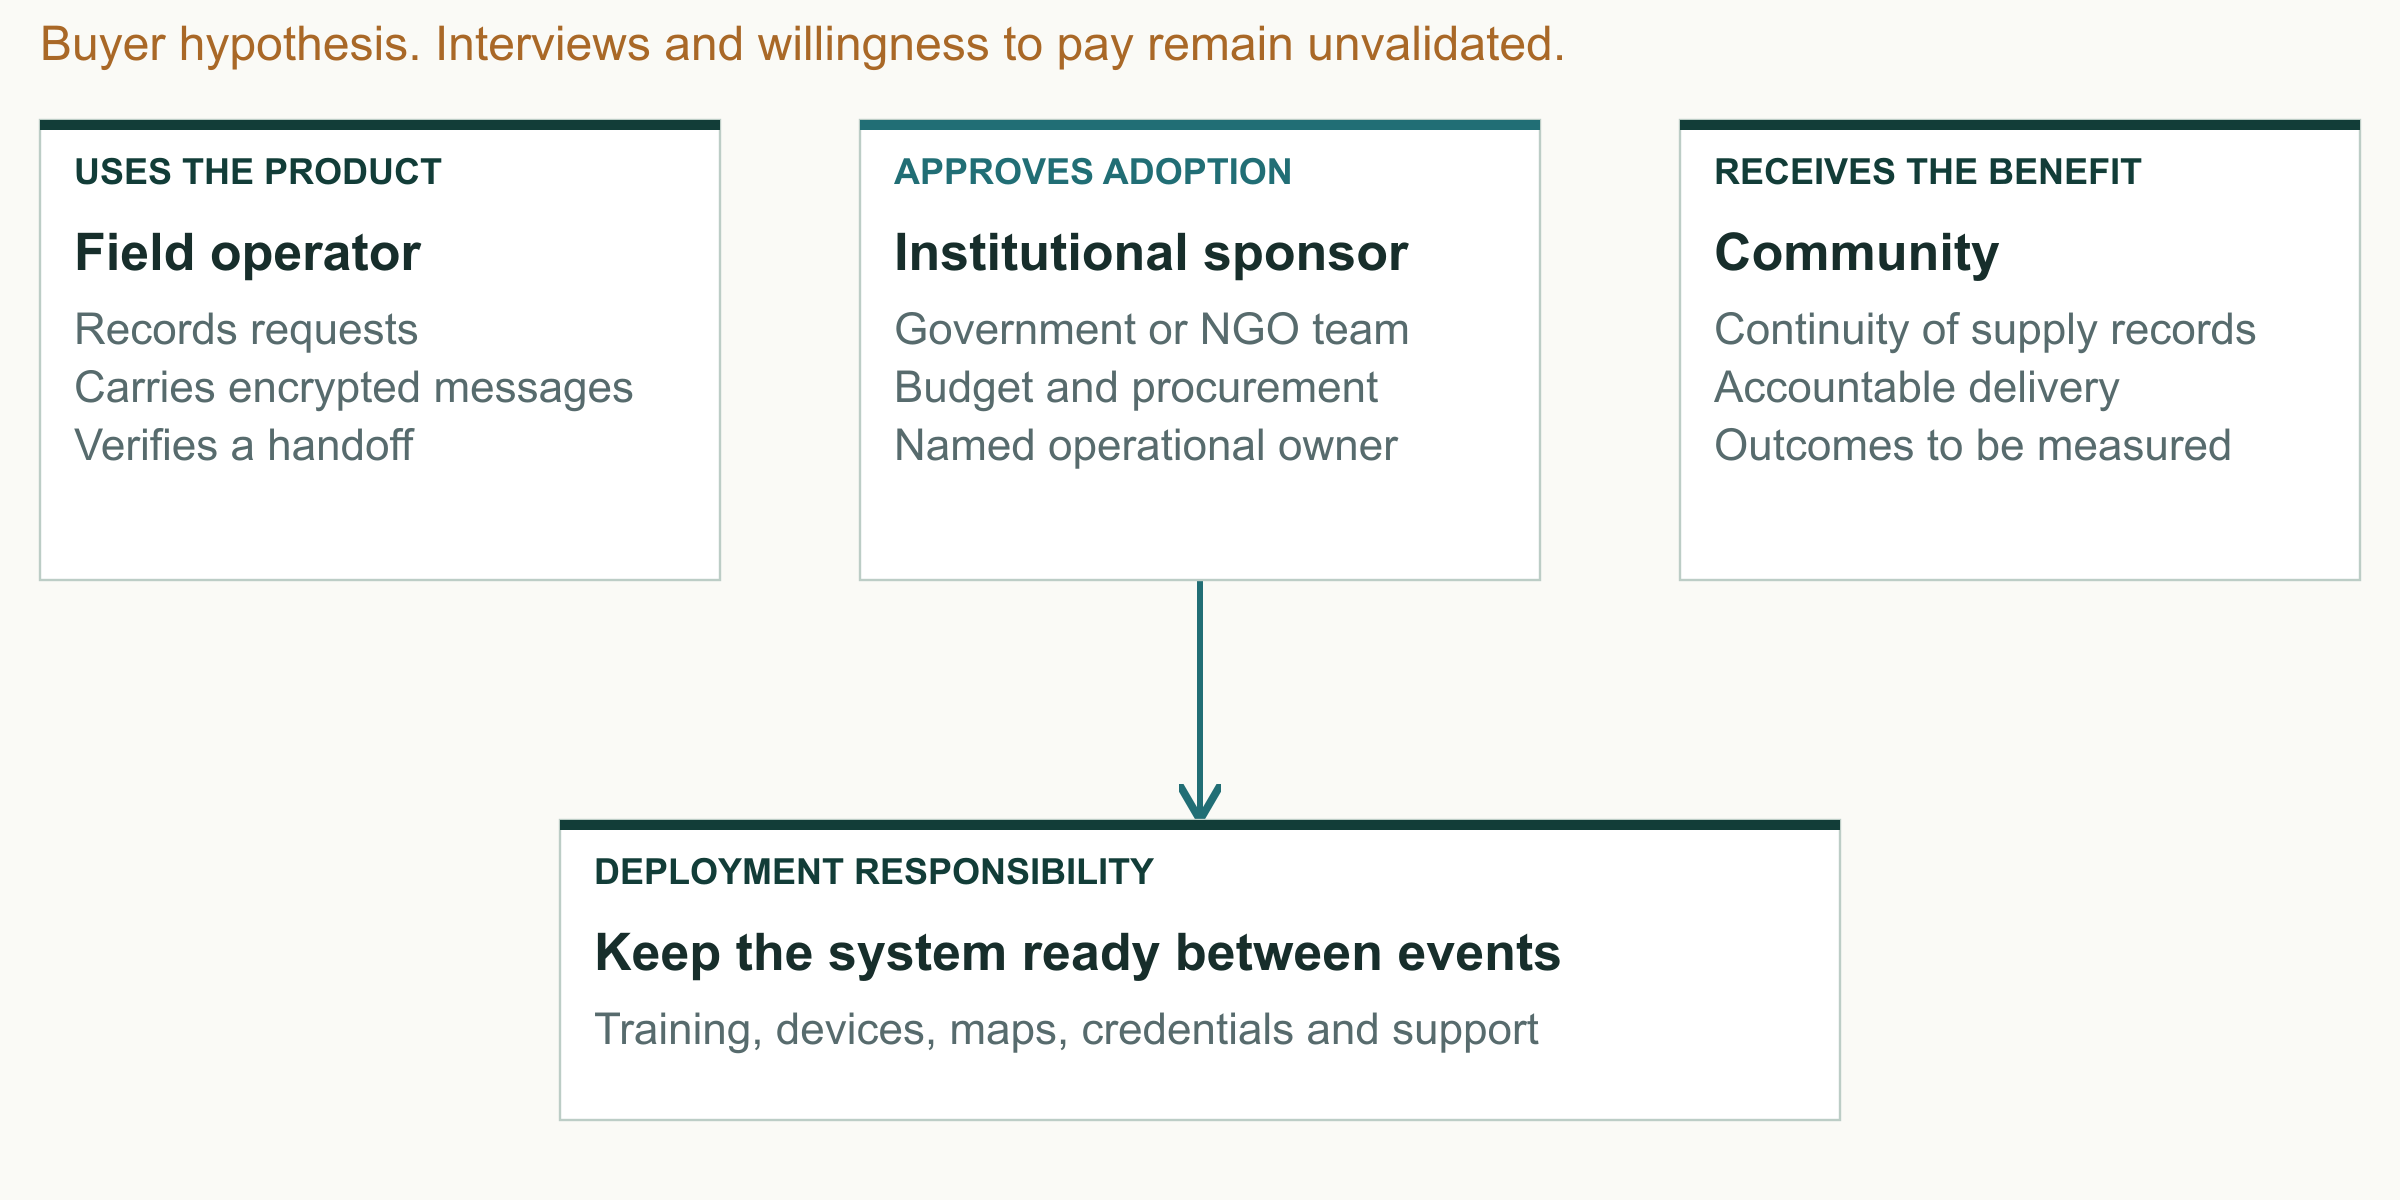 Buyer hypothesis. Interviews and willingness to pay remain unvalidated.
USES THE PRODUCT
Field operator
Records requests
Carries encrypted messages
Verifies a handoff
APPROVES ADOPTION
Institutional sponsor
Government or NGO team
Budget and procurement
Named operational owner
RECEIVES THE BENEFIT
Community
Continuity of supply records
Accountable delivery
Outcomes to be measured
DEPLOYMENT RESPONSIBILITY
Keep the system ready between events
Training, devices, maps, credentials and support